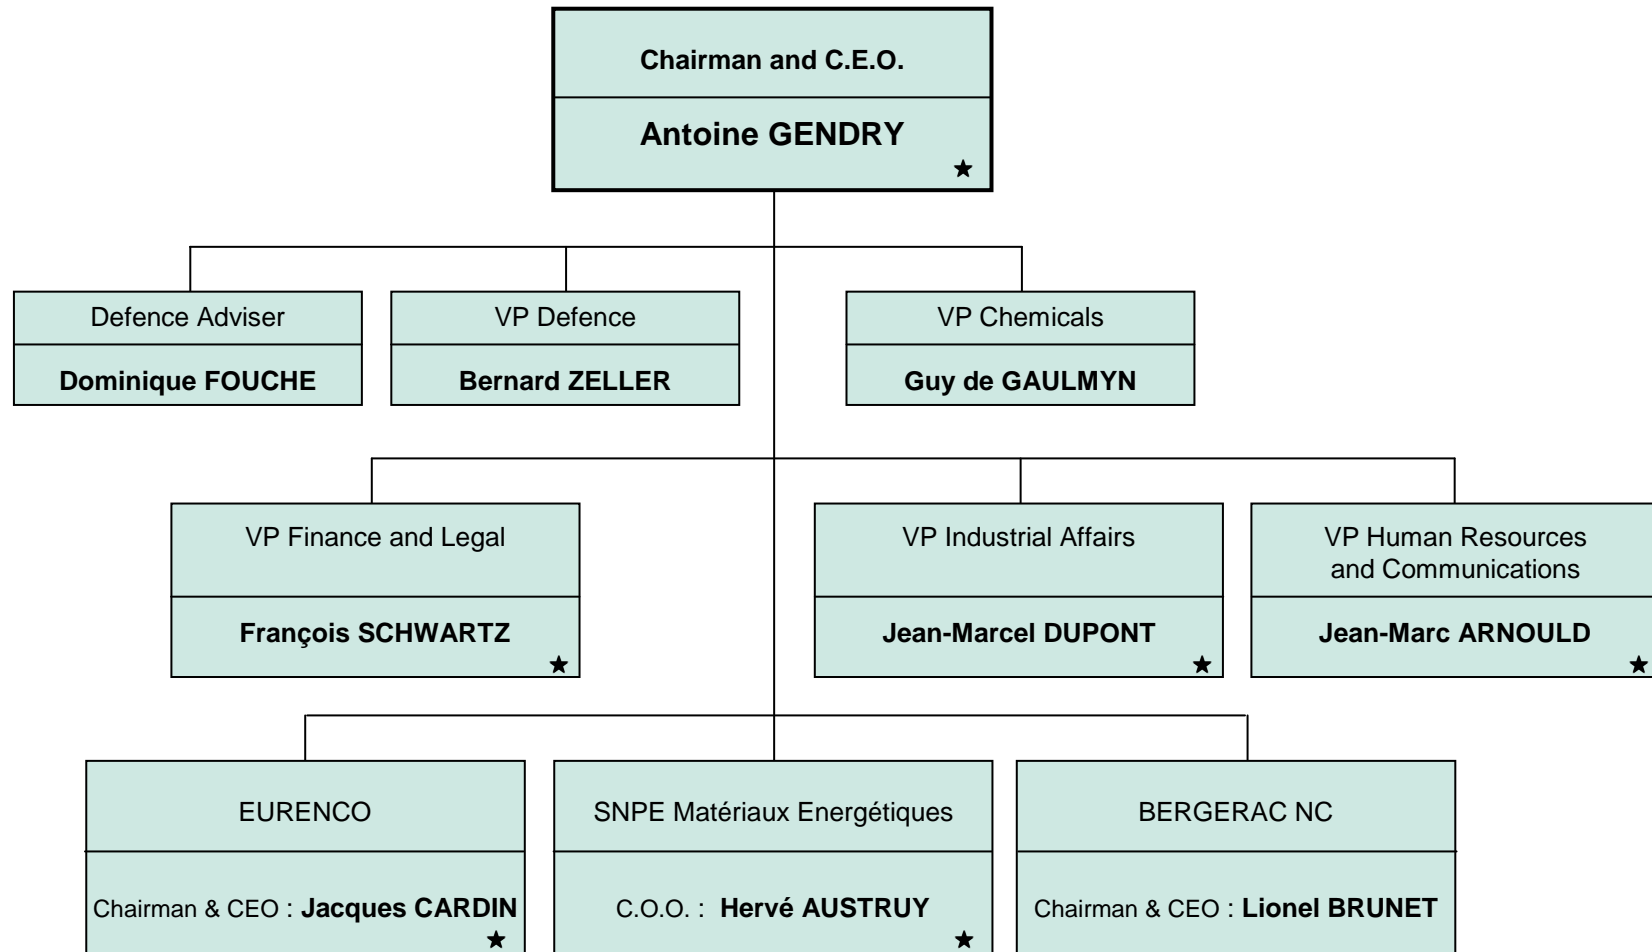 Chairman and C.E.O.
Antoine GENDRY
Defence Adviser
Dominique FOUCHE
VP Defence
Bernard ZELLER
VP Chemicals
Guy de GAULMYN
VP Finance and Legal
François SCHWARTZ
VP Industrial Affairs
Jean-Marcel DUPONT
VP Human Resources
and Communications
Jean-Marc ARNOULD
EURENCO
Chairman & CEO : Jacques CARDIN
SNPE Matériaux Energétiques
C.O.O. : Hervé AUSTRUY
BERGERAC NC
Chairman & CEO : Lionel BRUNET